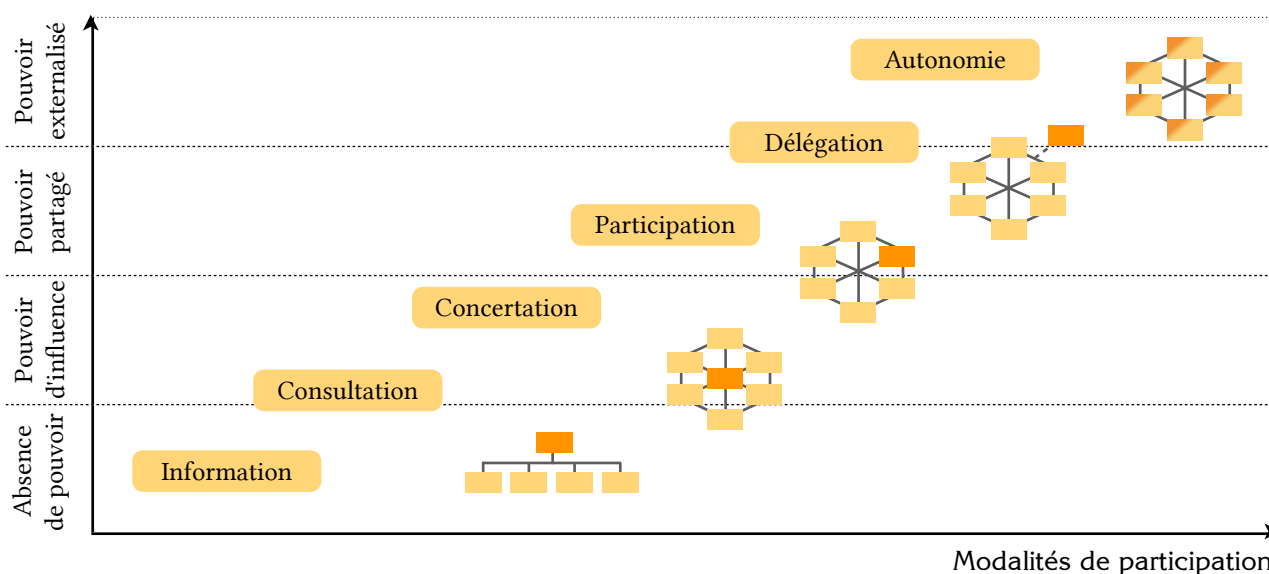 Pouvoir
externalisé
Autonomie
Délégation
Pouvoir
partagé
Participation
Pouvoir
d'influence
Concertation
Consultation
Absence
de pouvoir
Information
Modalités de participation